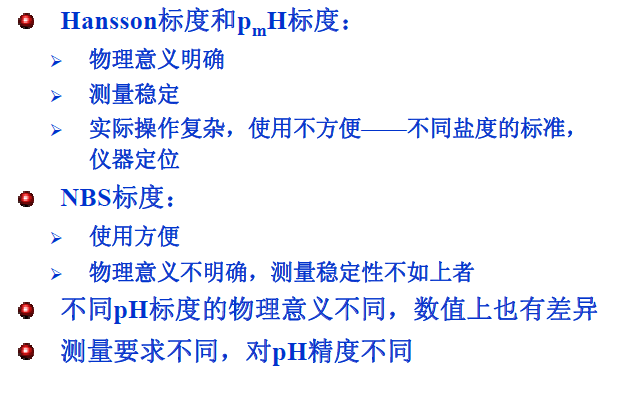 Hansson标度和pmH标度：
物理意义明确
测量稳定
实际操作复杂，使用不方便——不同盐度的标准，
仪器定位
NBS标度：
使用方便
物理意义不明确，测量稳定性不如上者
不同pH标度的物理意义不同，数值上也有差异
测量要求不同，对pH精度不同